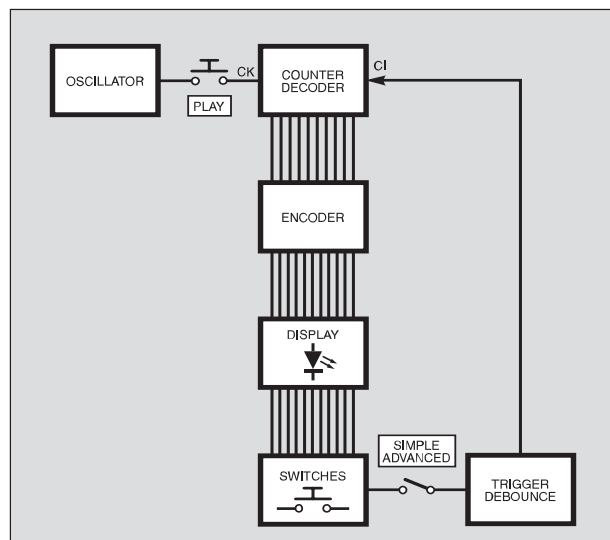 OSCILLATOR
PLAY
CK
COUNTER
DECODER
CI
ENCODER
DISPLAY
SWITCHES
SIMPLE
ADVANCED
TRIGGER
DEBOUNCE